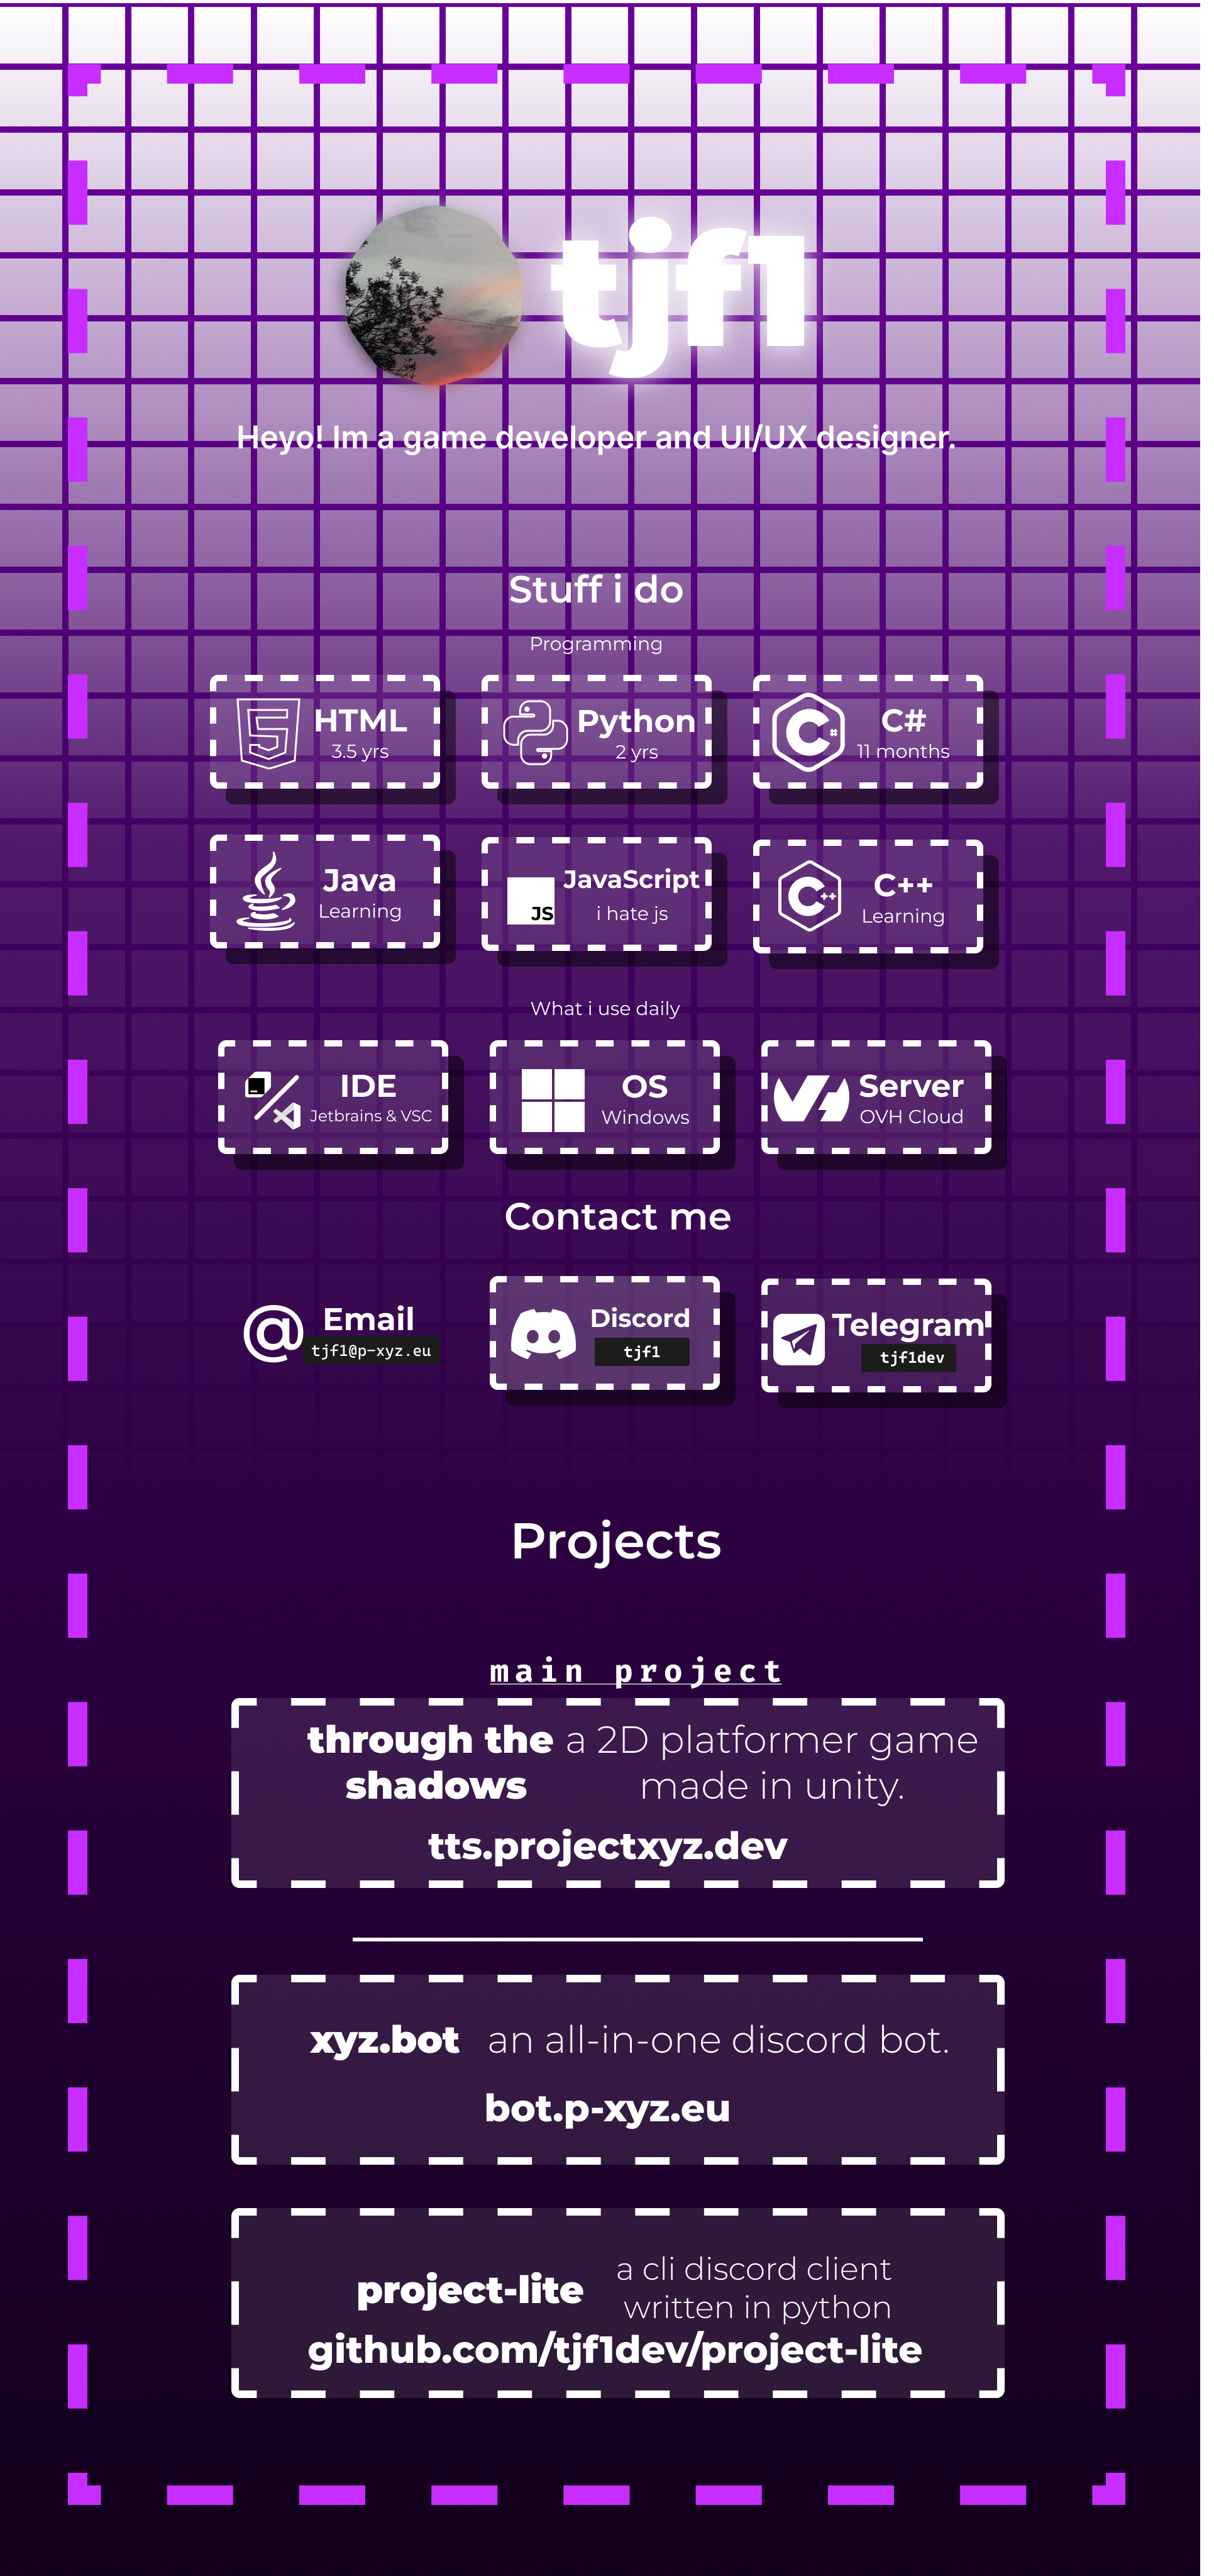 tjf1
Heyo! Im a game developer and UI/UX designer.
Stuff i do
Programming
HTML
3.5 yrs
Python
2 yrs
C#
11 months
Java
Learning
JS
JavaScript
i hate js
C++
Learning
What i use daily
IDE
Jetbrains & VSC
OS
Windows
Server
OVH Cloud
Contact me
@
Email
tjf1@p-xyz.eu
Discord
tjf1
Telegram
tjf1dev
Projects
main project
through the
shadows
a 2D platformer game
made in unity.
tts.projectxyz.dev
xyz.bot an all-in-one discord bot.
bot.p-xyz.eu
project-lite
a cli discord client
written in python
github.com/tjf1dev/project-lite